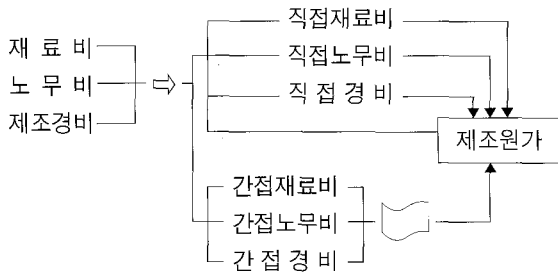 재 료 비
노 무 비
제조경비
직접재료비
직접노무비
직 접 경 비
제조원가
간접재료비
간접노무비
간 접 경 비